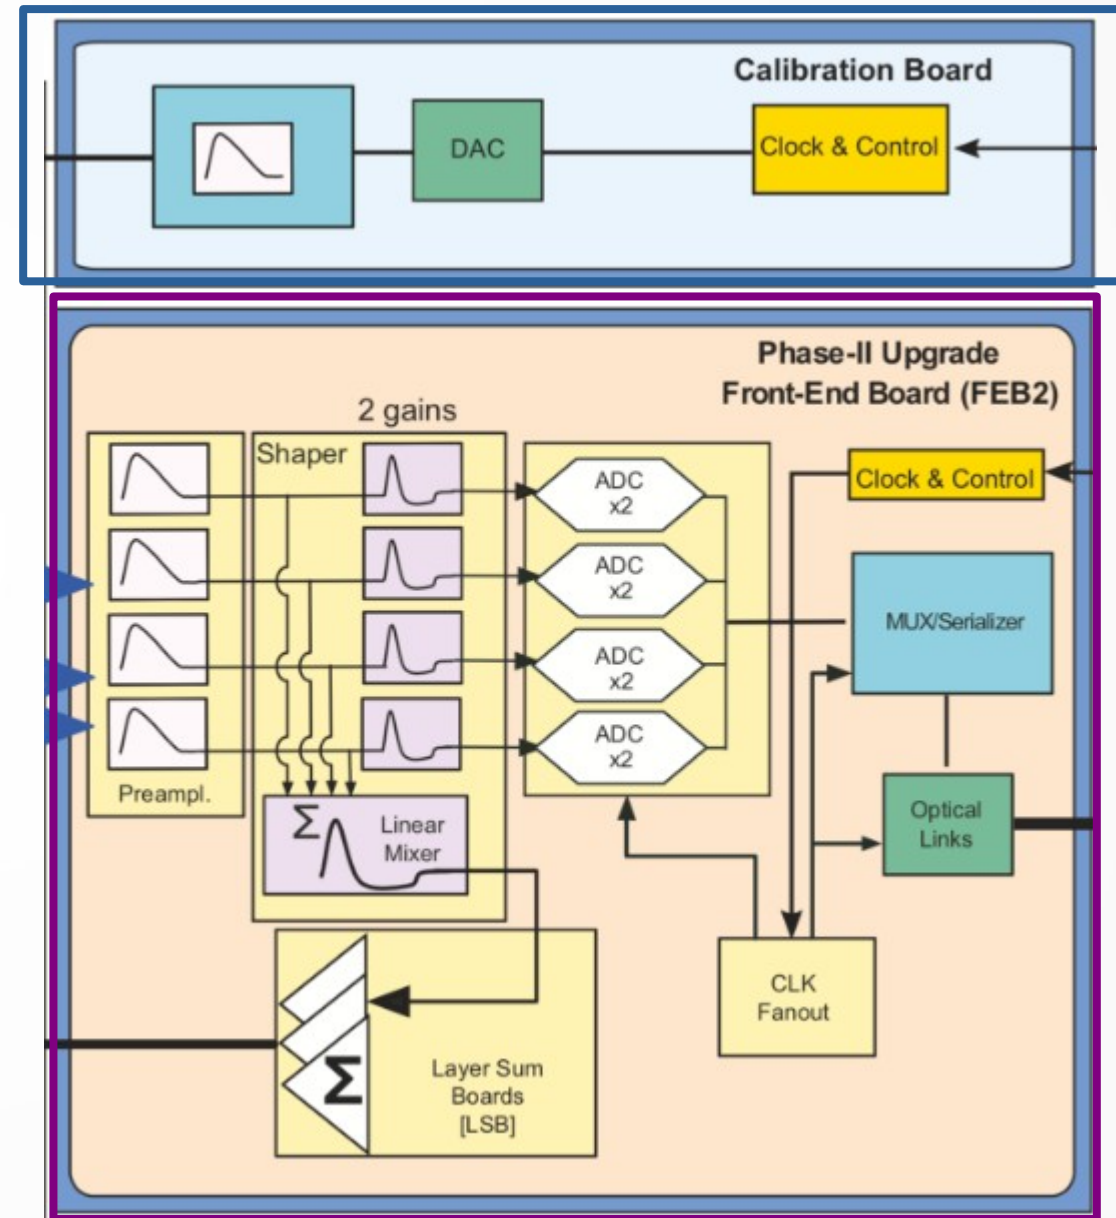 Calibration Board
DAC
Clock & Control
Phase-II Upgrade
Front-End Board (FEB2)
2 gains
Shaper
ADC
x2
Clock & Control
ADC
x2
MUX/Serializer
ADC
x2
ADC
x2
Preampl.
Σ
Linear
Mixer
Optical
Links
CLK
Fanout
Σ
Layer Sum
Boards
[LSB]